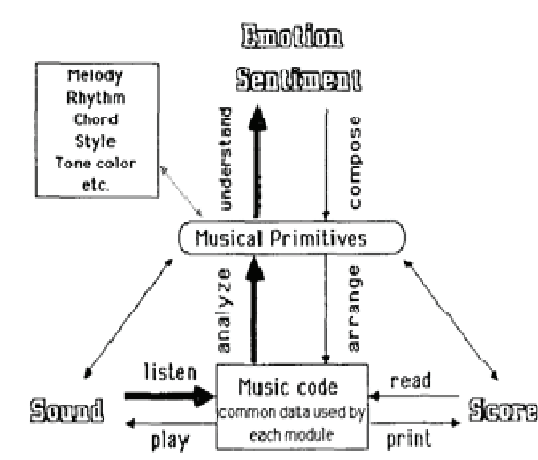 Emotion
Sentiment
Melody
Rhythm
Chord
Style
Tone color
etc.
understand
compose
Musical Primitives
analyze
arrange
listen
Music code
common data used by
each module
read
Sound
Score
play
print